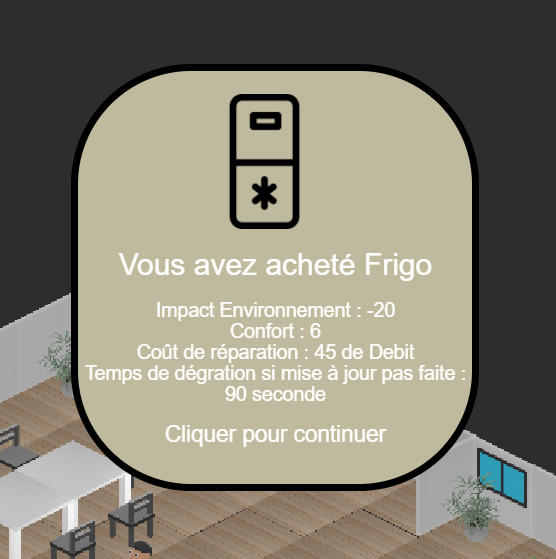 Vous avez acheté Frigo
Impact Environnement : -20
Confort : 6
Coût de réparation : 45 de Debit
Temps de dégration si mise à jour pas faite :
90 seconde
Cliquer pour continuer